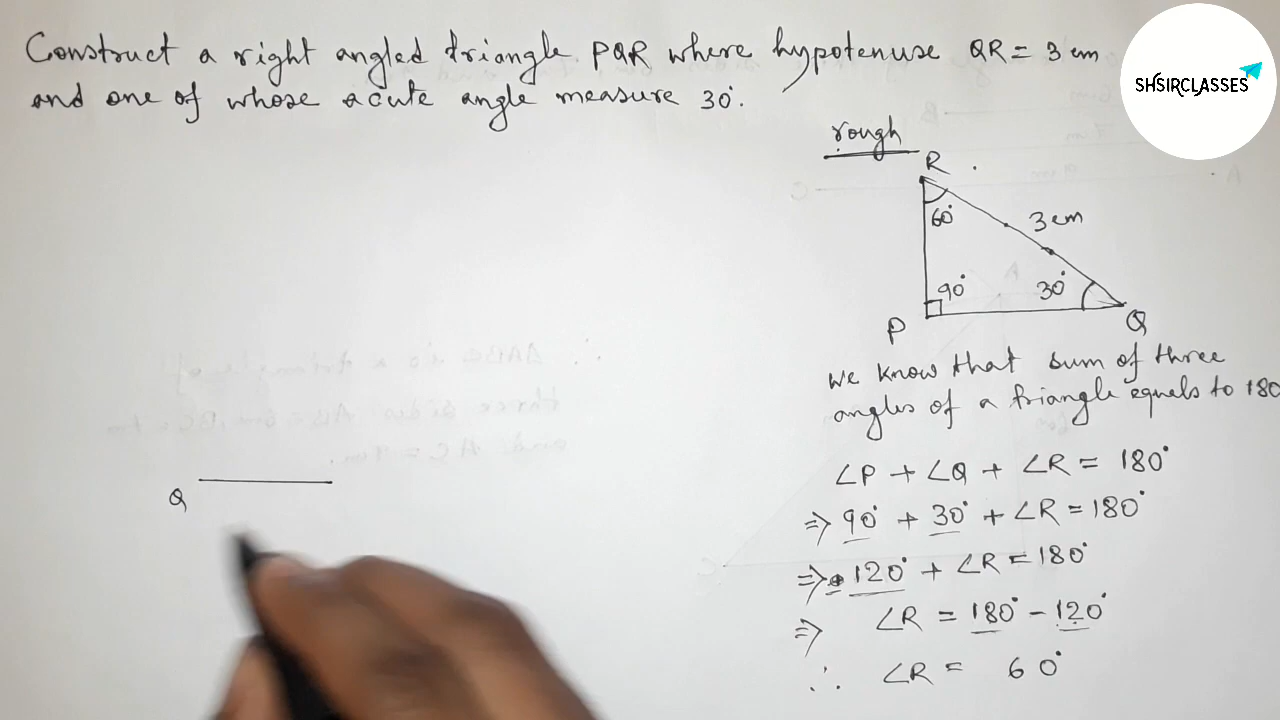 Construct a right angled triangle PQR where hypotenuse QR = 3 cm
and one of whose acute angle measure 30°.
SHSIRCLASSES
rough
R
60°
3 cm
90°
30°
P
Q
we know that sum of three
angles of a triangle equals to 180
∠P + ∠Q + ∠R = 180°
⇒ 90° + 30° + ∠R = 180°
⇒ 120° + ∠R = 180°
⇒ ∠R = 180° - 120°
∴ ∠R = 60°
Q